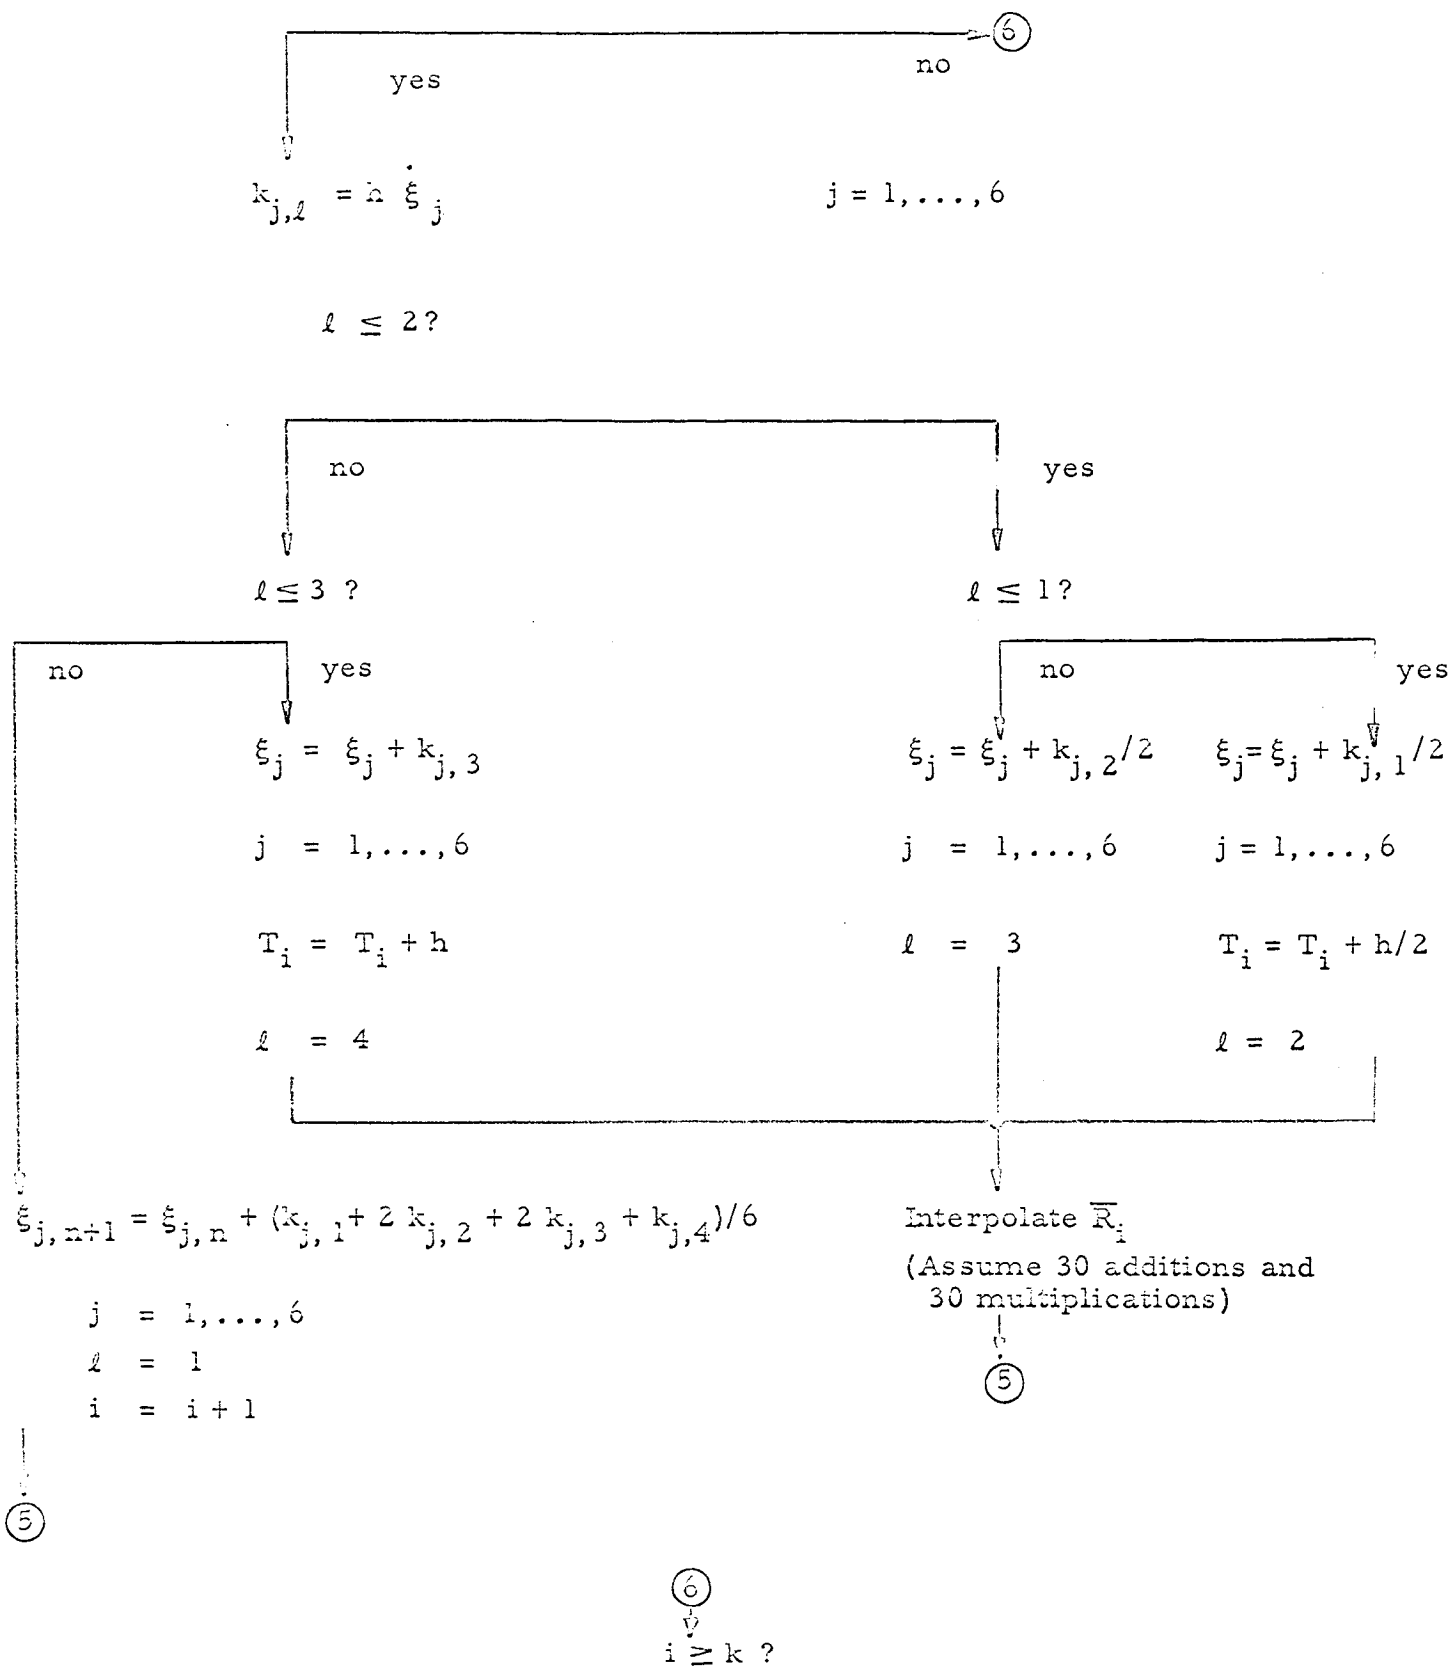 6
yes
no
k_{j,ℓ} = h ξ̇_j
j = 1,...,6
ℓ ≤ 2?
no
yes
ℓ ≤ 3 ?
ℓ ≤ 1?
no
yes
no
yes
ξ_j = ξ_j + k_{j,3}
ξ_j = ξ_j + k_{j,2}/2
ξ_j = ξ_j + k_{j,1}/2
j = 1,...,6
j = 1,...,6
j = 1,...,6
T_i = T_i + h
ℓ = 3
T_i = T_i + h/2
ℓ = 4
ℓ = 2
ξ_{j,n+1} = ξ_{j,n} + (k_{j,1} + 2 k_{j,2} + 2 k_{j,3} + k_{j,4})/6
Interpolate R̅_i
(Assume 30 additions and
30 multiplications)
j = 1,...,6
ℓ = 1
i = i + 1
5
5
6
i ≥ k ?